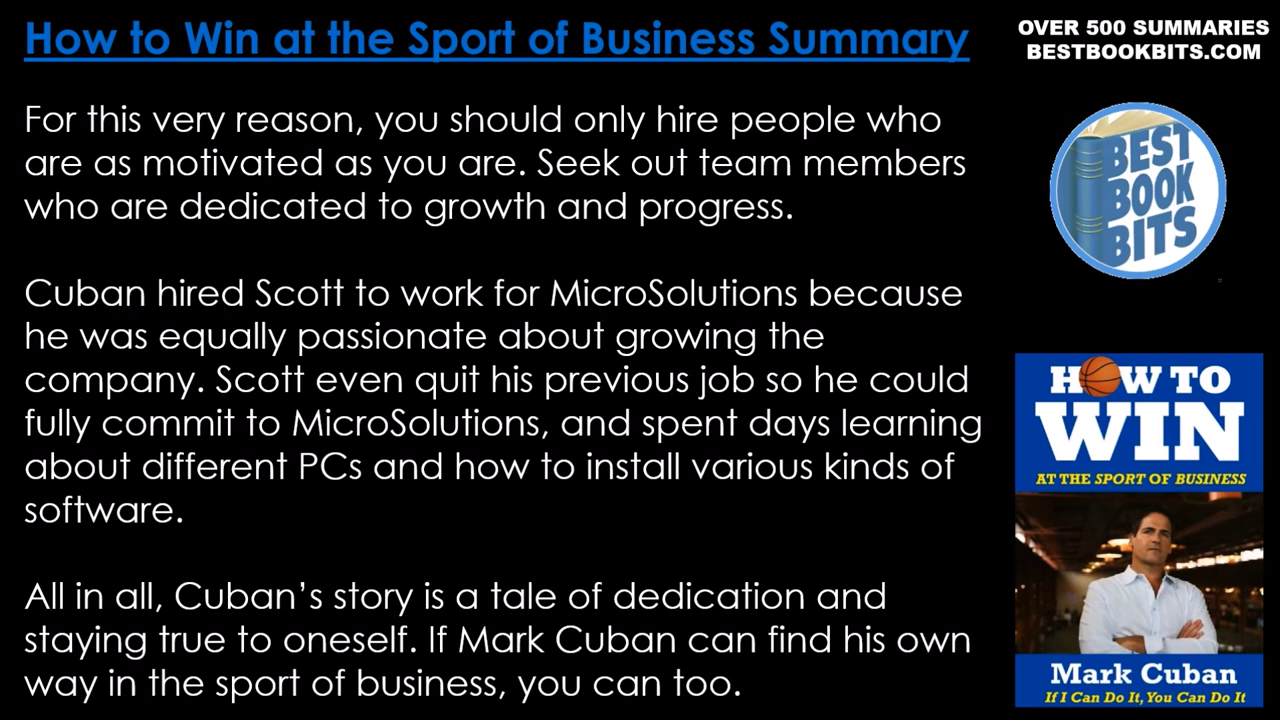 How to Win at the Sport of Business Summary
OVER 500 SUMMARIES
BESTBOOKBITS.COM
For this very reason, you should only hire people who
are as motivated as you are. Seek out team members
who are dedicated to growth and progress.
Cuban hired Scott to work for MicroSolutions because
he was equally passionate about growing the
company. Scott even quit his previous job so he could
fully commit to MicroSolutions, and spent days learning
about different PCs and how to install various kinds of
software.
All in all, Cuban’s story is a tale of dedication and
staying true to oneself. If Mark Cuban can find his own
way in the sport of business, you can too.
BEST
BOOK
BITS
HOW TO
WIN
AT THE SPORT OF BUSINESS
Mark Cuban
If I Can Do It, You Can Do It